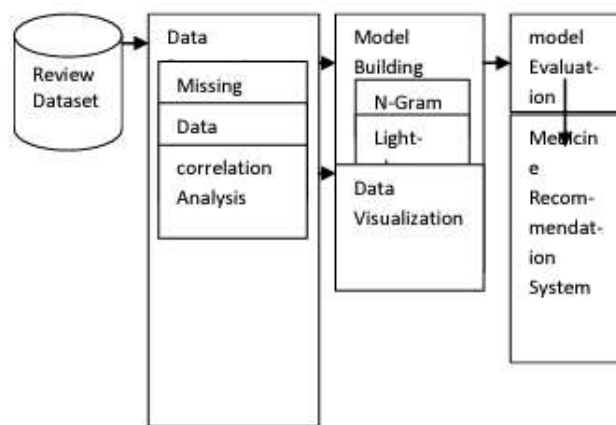 Review
Dataset
Data
Missing
Data
correlation
Analysis
Model
Building
N-Gram
Light-
Data
Visualization
model
Evaluat-
ion
Medicin
e
Recom-
mendat-
ion
System